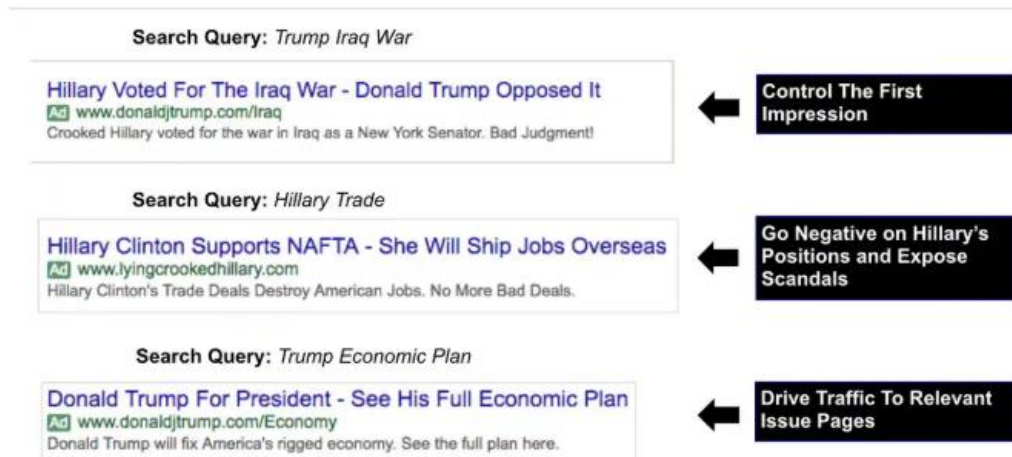 Search Query: Trump Iraq War
Hillary Voted For The Iraq War - Donald Trump Opposed It
Ad www.donaldjtrump.com/Iraq
Crooked Hillary voted for the war in Iraq as a New York Senator. Bad Judgment!
Control The First
Impression
Search Query: Hillary Trade
Hillary Clinton Supports NAFTA - She Will Ship Jobs Overseas
Ad www.lyingcrookedhillary.com
Hillary Clinton's Trade Deals Destroy American Jobs. No More Bad Deals.
Go Negative on Hillary's
Positions and Expose
Scandals
Search Query: Trump Economic Plan
Donald Trump For President - See His Full Economic Plan
Ad www.donaldjtrump.com/Economy
Donald Trump will fix America's rigged economy. See the full plan here.
Drive Traffic To Relevant
Issue Pages